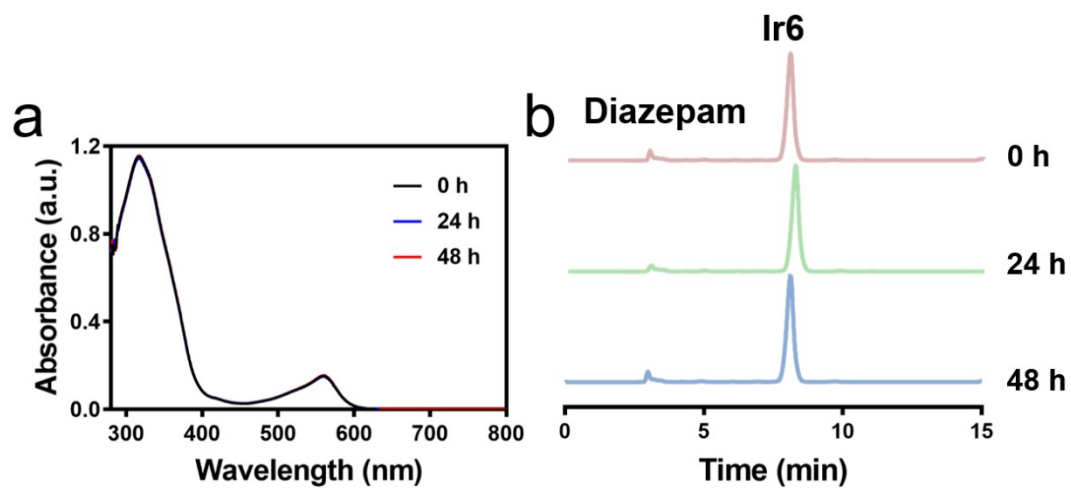 a
Absorbance (a.u.)
1.2
0.8
0.4
0.0
300 400 500 600 700 800
Wavelength (nm)
0 h
24 h
48 h
b
Ir6
Diazepam
0 h
24 h
48 h
0 5 10 15
Time (min)